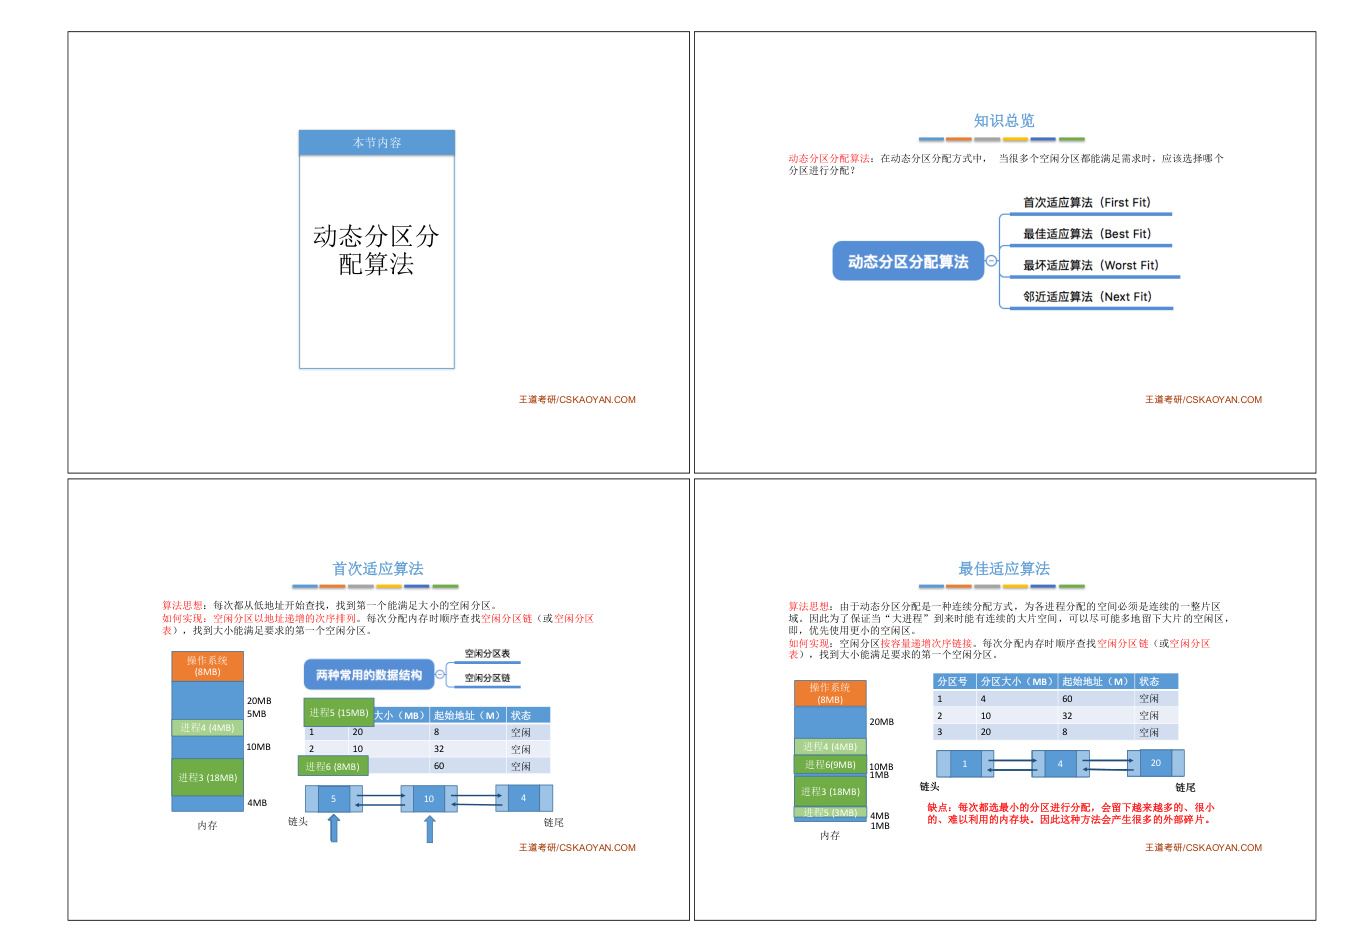 本节内容
动态分区分
配算法
王道考研/CSKAOYAN.COM
知识总览
动态分区分配算法：在动态分区分配方式中， 当很多个空闲分区都能满足需求时，应该选择哪个
分区进行分配？
动态分区分配算法
首次适应算法（First Fit）
最佳适应算法（Best Fit）
最坏适应算法（Worst Fit）
邻近适应算法（Next Fit）
王道考研/CSKAOYAN.COM
首次适应算法
算法思想：每次都从低地址开始查找，找到第一个能满足大小的空闲分区。
如何实现：空闲分区以地址递增的次序排列。每次分配内存时顺序查找空闲分区链（或空闲分区
表），找到大小能满足要求的第一个空闲分区。
操作系统
(8MB)
20MB
5MB
进程4 (4MB)
10MB
进程3 (18MB)
4MB
内存
两种常用的数据结构
空闲分区表
空闲分区链
进程5 (15MB)
大小（MB） 起始地址（M） 状态
1 20 8 空闲
2 10 32 空闲
进程6 (8MB)
60 空闲
5 10 4
链头
链尾
王道考研/CSKAOYAN.COM
最佳适应算法
算法思想：由于动态分区分配是一种连续分配方式，为各进程分配的空间必须是连续的一整片区
域。因此为了保证当“大进程”到来时能有连续的大片空间，可以尽可能多地留下大片的空闲区，
即，优先使用更小的空闲区。
如何实现：空闲分区按容量递增次序链接。每次分配内存时顺序查找空闲分区链（或空闲分区
表），找到大小能满足要求的第一个空闲分区。
操作系统
(8MB)
20MB
进程4 (4MB)
进程6(9MB)
10MB
1MB
进程3 (18MB)
进程5 (3MB)
4MB
1MB
内存
分区号 分区大小（MB） 起始地址（M） 状态
1 4 60 空闲
2 10 32 空闲
3 20 8 空闲
1 4 20
链头
链尾
缺点：每次都选最小的分区进行分配，会留下越来越多的、很小
的、难以利用的内存块。因此这种方法会产生很多的外部碎片。
王道考研/CSKAOYAN.COM